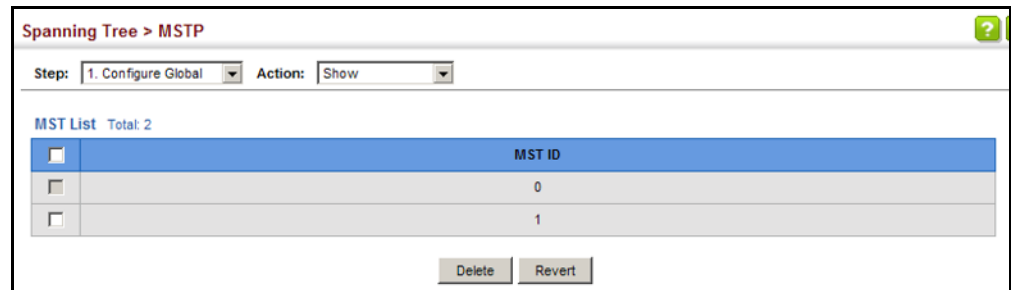 Spanning Tree > MSTP
?
Step: 1. Configure Global Action: Show
MST List Total: 2
MST ID
0
1
Delete Revert